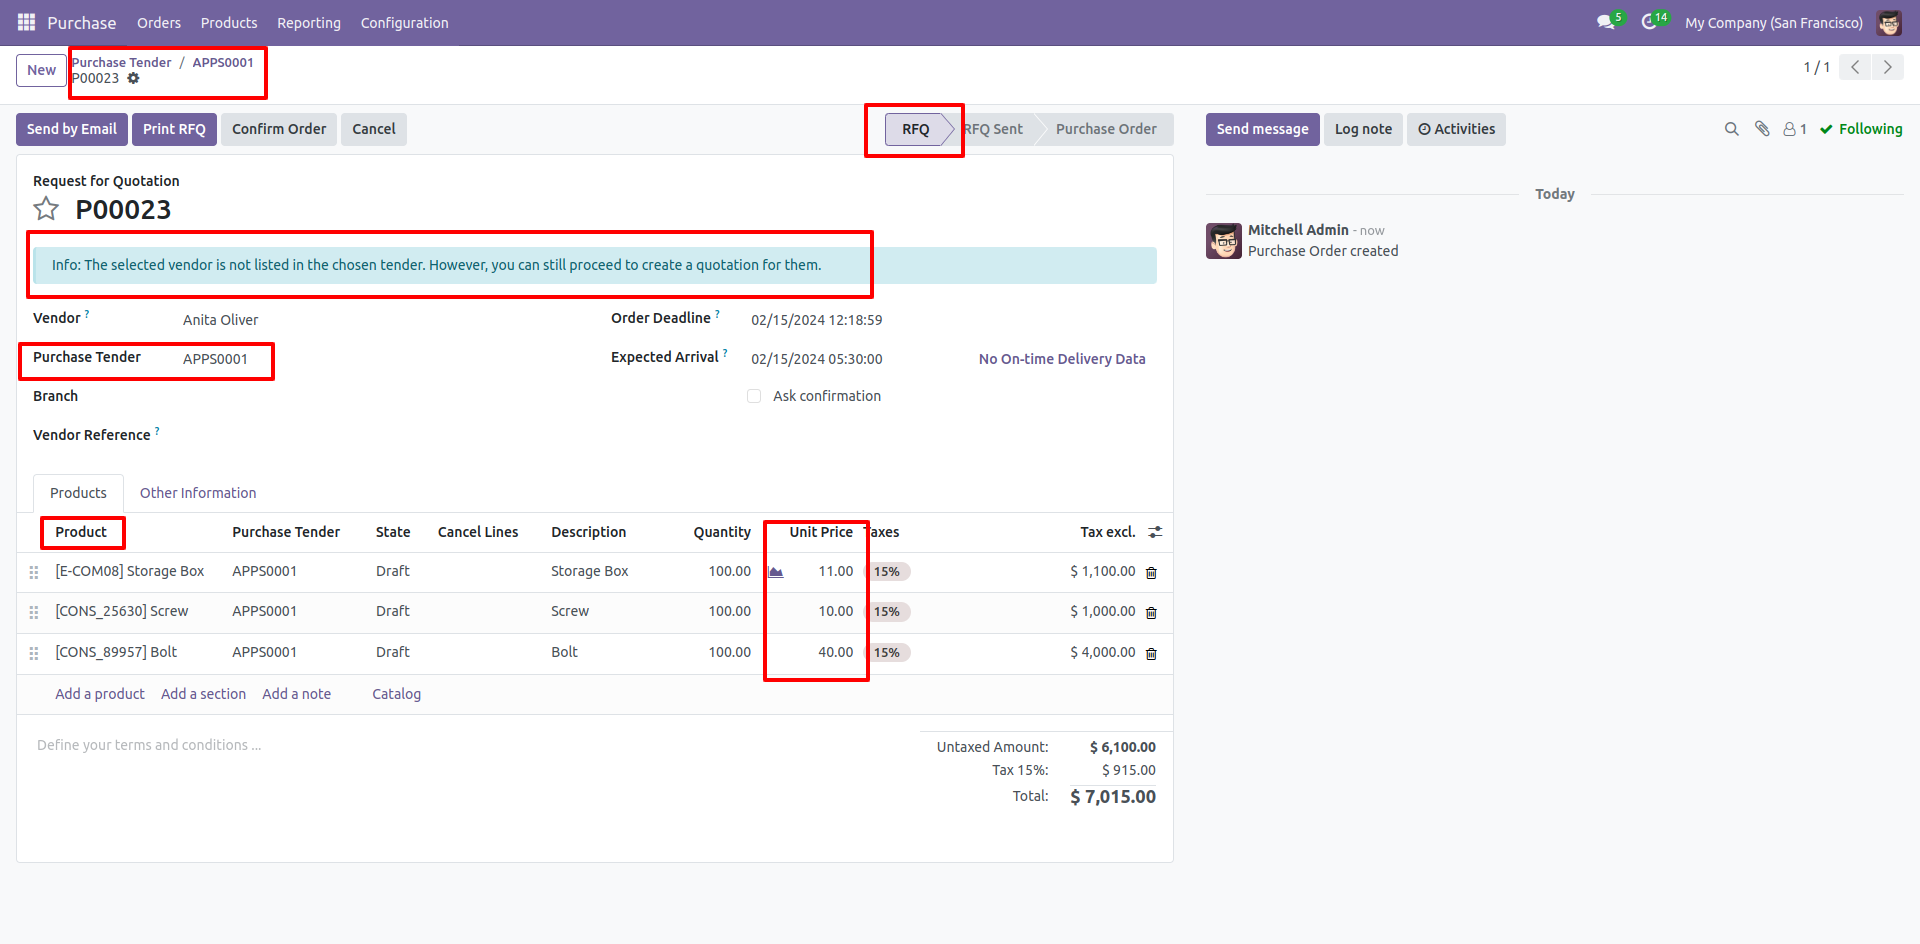 Purchase Orders Products Reporting Configuration 5 14 My Company (San Francisco)
New Purchase Tender / APPS0001 1 / 1
P00023
Send by Email Print RFQ Confirm Order Cancel RFQ RFQ Sent Purchase Order Send message Log note Activities 1 Following
Request for Quotation
P00023
Today
Mitchell Admin - now
Purchase Order created
Info: The selected vendor is not listed in the chosen tender. However, you can still proceed to create a quotation for them.
Vendor ? Anita Oliver Order Deadline ? 02/15/2024 12:18:59
Purchase Tender APPS0001 Expected Arrival ? 02/15/2024 05:30:00 No On-time Delivery Data
Branch Ask confirmation
Vendor Reference ?
Products Other Information
Product Purchase Tender State Cancel Lines Description Quantity Unit Price Taxes Tax excl.
[E-COM08] Storage Box APPS0001 Draft Storage Box 100.00 11.00 15% $ 1,100.00
[CONS_25630] Screw APPS0001 Draft Screw 100.00 10.00 15% $ 1,000.00
[CONS_89957] Bolt APPS0001 Draft Bolt 100.00 40.00 15% $ 4,000.00
Add a product Add a section Add a note Catalog
Define your terms and conditions ...
Untaxed Amount: $ 6,100.00
Tax 15%: $ 915.00
Total: $ 7,015.00